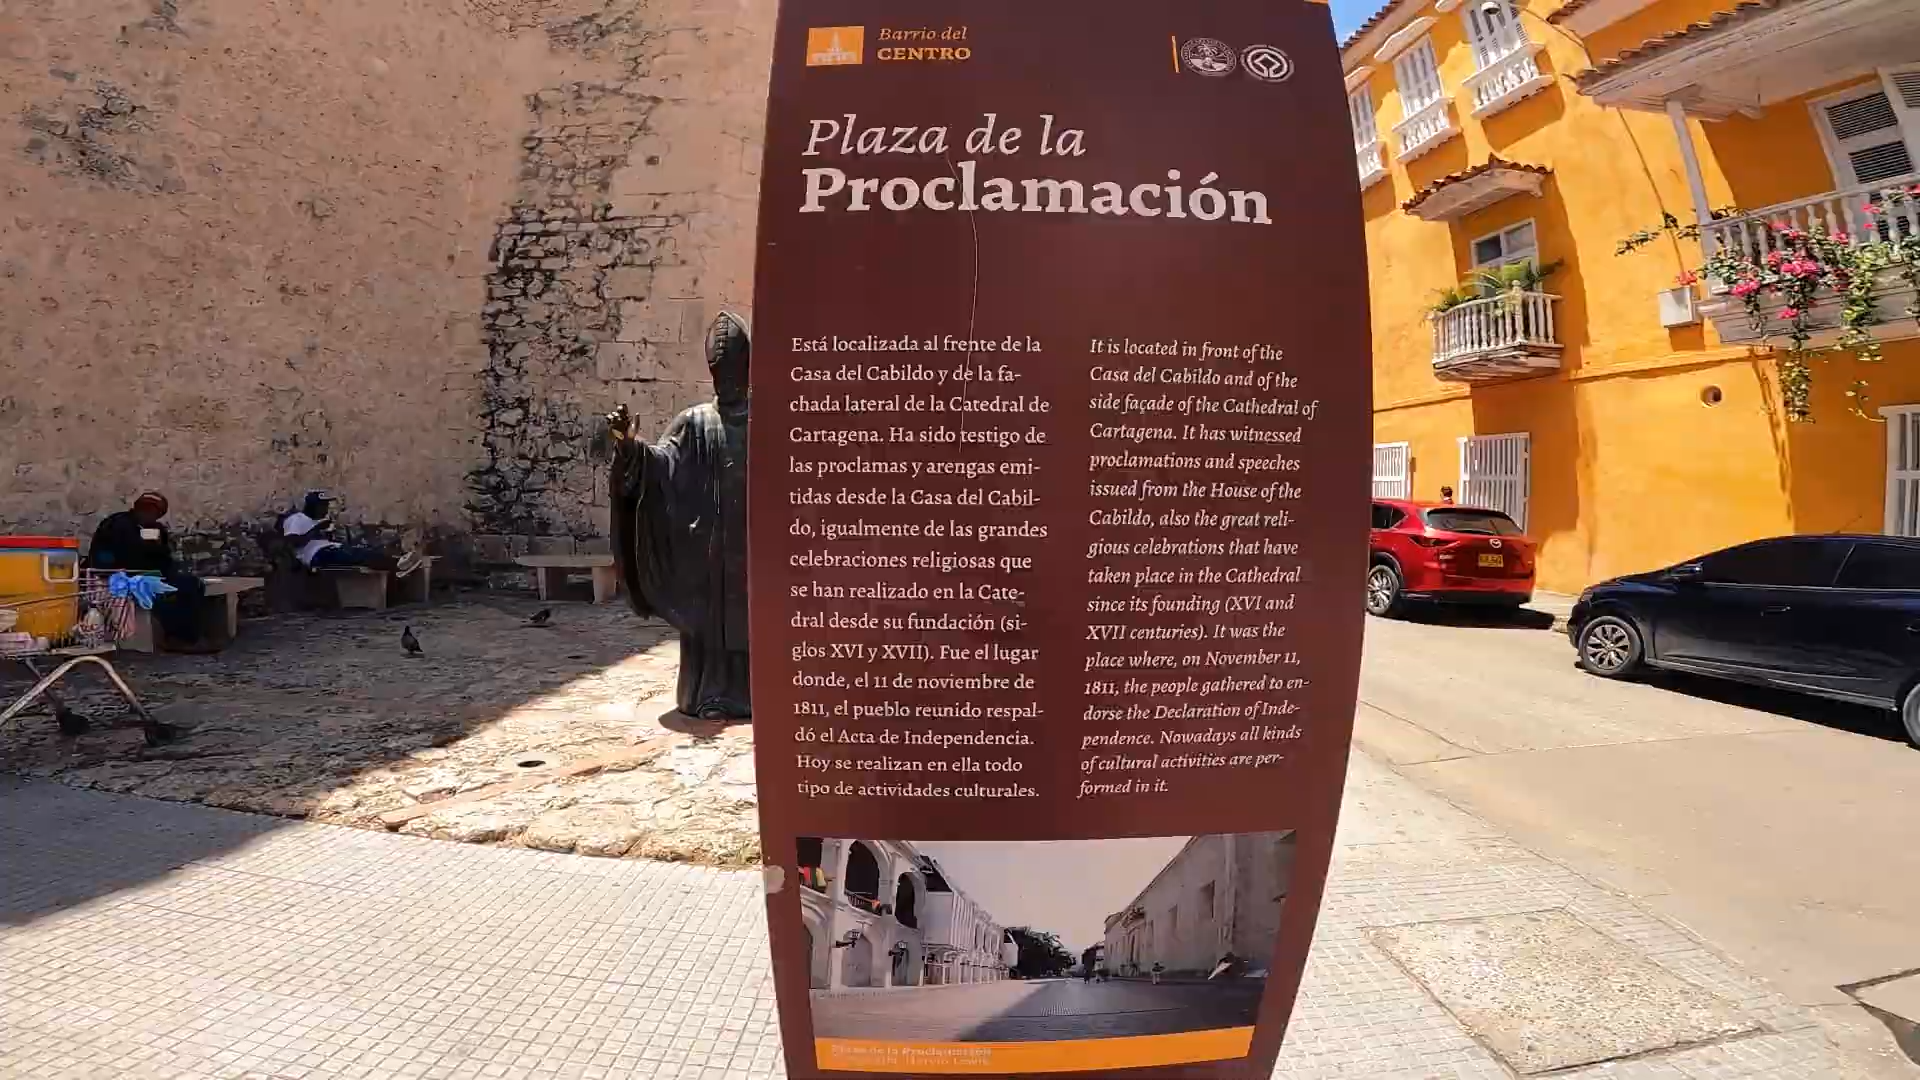 Barrio del
CENTRO
Plaza de la
Proclamación
Está localizada al frente de la
Casa del Cabildo y de la fa-
chada lateral de la Catedral de
Cartagena. Ha sido testigo de
las proclamas y arengas emi-
tidas desde la Casa del Cabil-
do, igualmente de las grandes
celebraciones religiosas que
se han realizado en la Cate-
dral desde su fundación (si-
glos XVI y XVII). Fue el lugar
donde, el 11 de noviembre de
1811, el pueblo reunido respal-
dó el Acta de Independencia.
Hoy se realizan en ella todo
tipo de actividades culturales.
It is located in front of the
Casa del Cabildo and of the
side façade of the Cathedral of
Cartagena. It has witnessed
proclamations and speeches
issued from the House of the
Cabildo, also the great reli-
gious celebrations that have
taken place in the Cathedral
since its founding (XVI and
XVII centuries). It was the
place where, on November 11,
1811, the people gathered to en-
dorse the Declaration of Inde-
pendence. Nowadays all kinds
of cultural activities are per-
formed in it.
Plaza de la Proclamación